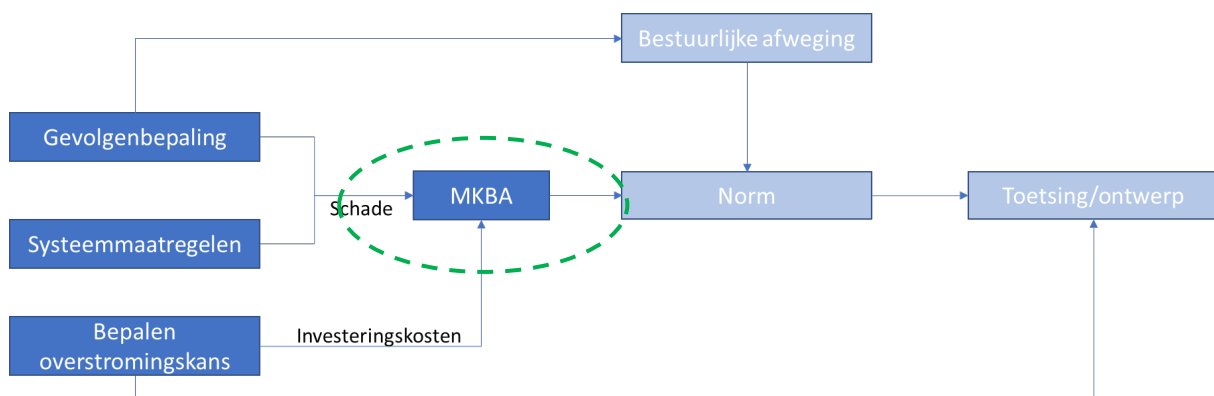 Bestuurlijke afweging
Gevolgenbepaling
Schade
MKBA
Norm
Toetsing/ontwerp
Systeemmaatregelen
Bepalen
overstromingskans
Investeringskosten